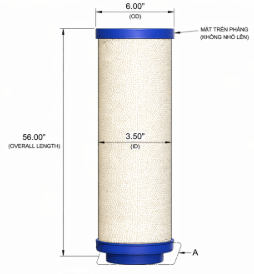 6.00"
(OD)
MẶT TRÊN PHẲNG
(KHÔNG NHÔ LÊN)
56.00"
(OVERALL LENGTH)
3.50"
(ID)
A